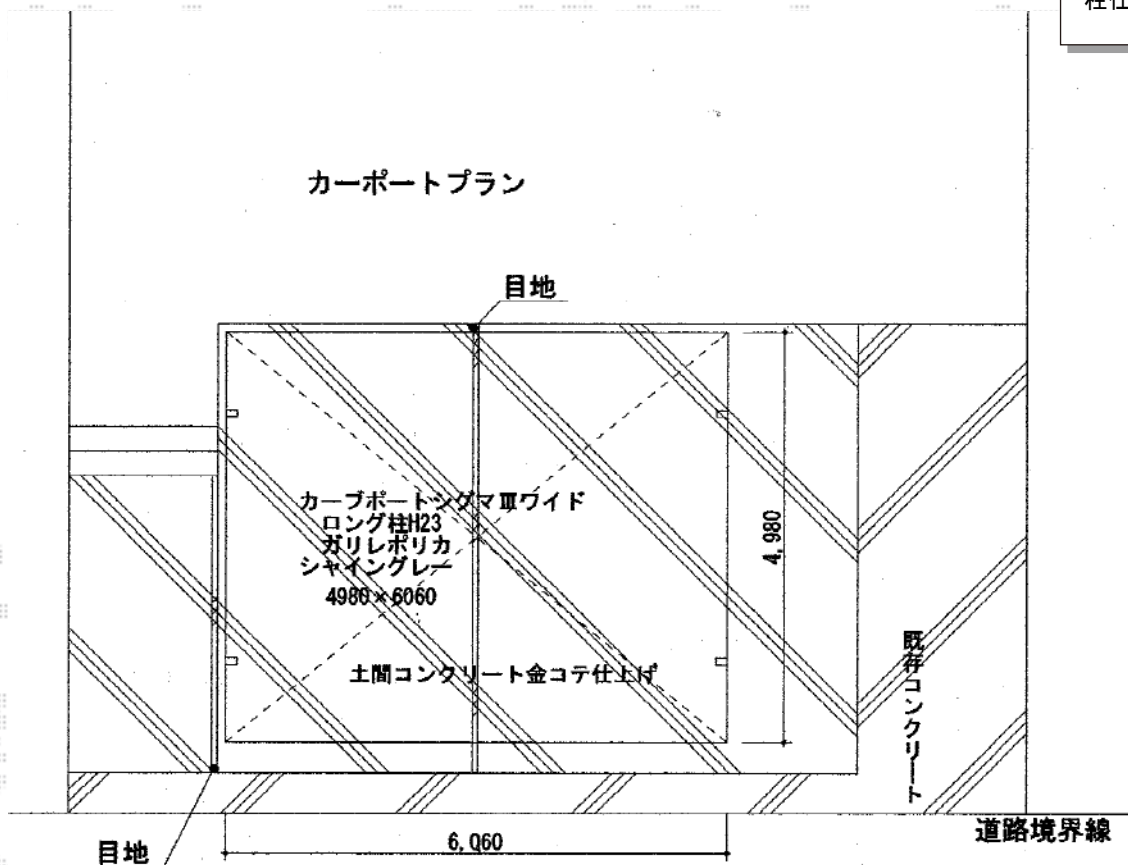 カーポートプラン
目地
カーブポートシグマⅢワイド
ロング柱H23
ガリレポリカ
シャイングレー
4980×6060
土間コンクリート金コテ仕上げ
4,980
既存コンクリート
6,060
道路境界線
目地